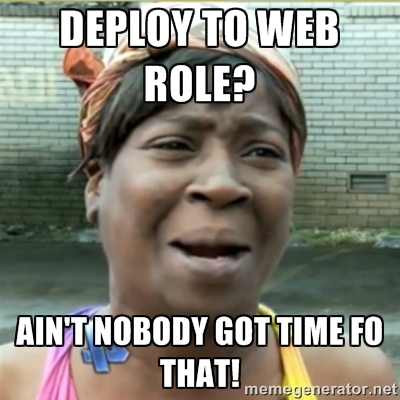 DEPLOY TO WEB
ROLE?
AIN'T NOBODY GOT TIME FO
THAT!
memegenerator.net